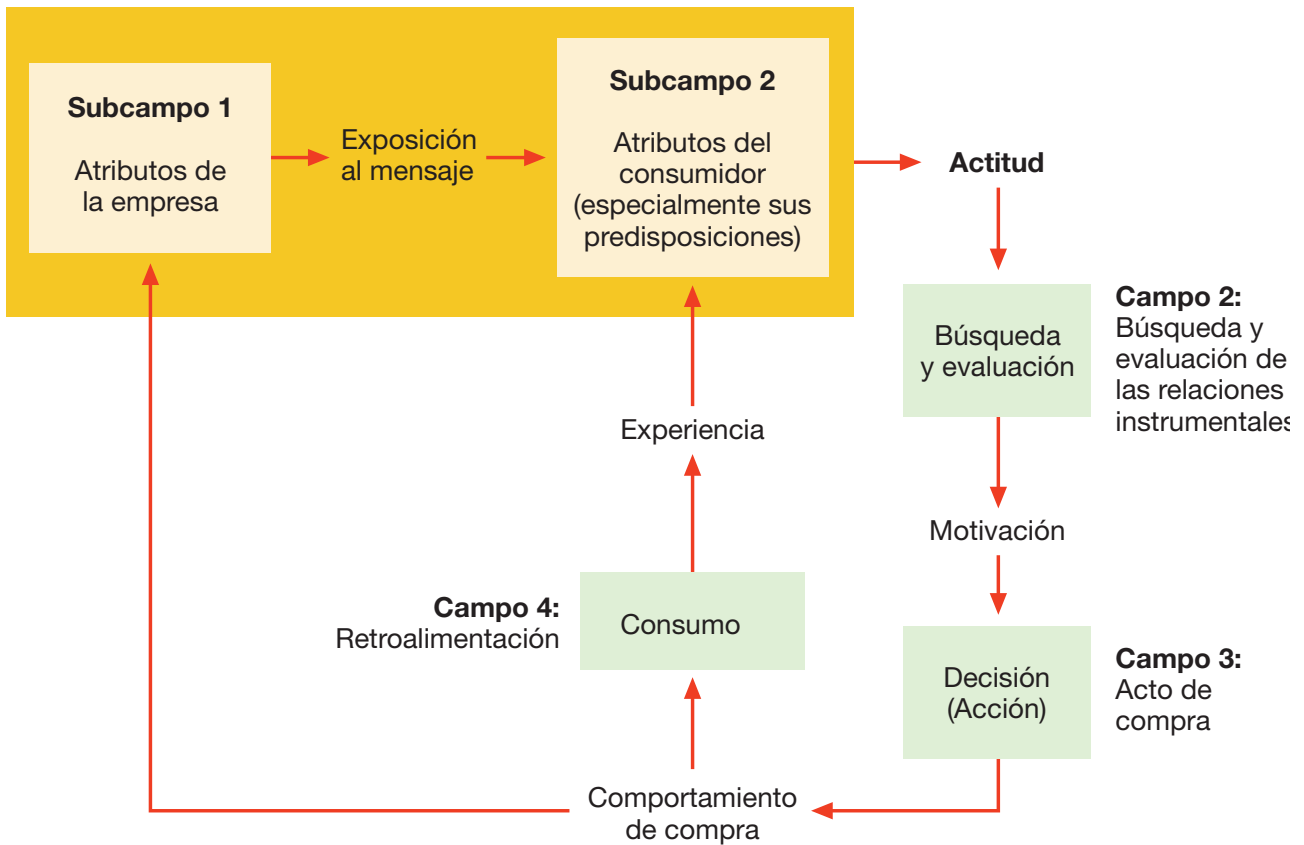 Subcampo 1
Atributos de
la empresa
Exposición
al mensaje
Subcampo 2
Atributos del
consumidor
(especialmente sus
predisposiciones)
Actitud
Búsqueda
y evaluación
Campo 2:
Búsqueda y
evaluación de
las relaciones
instrumentales
Motivación
Decisión
(Acción)
Campo 3:
Acto de
compra
Experiencia
Campo 4:
Retroalimentación
Consumo
Comportamiento
de compra